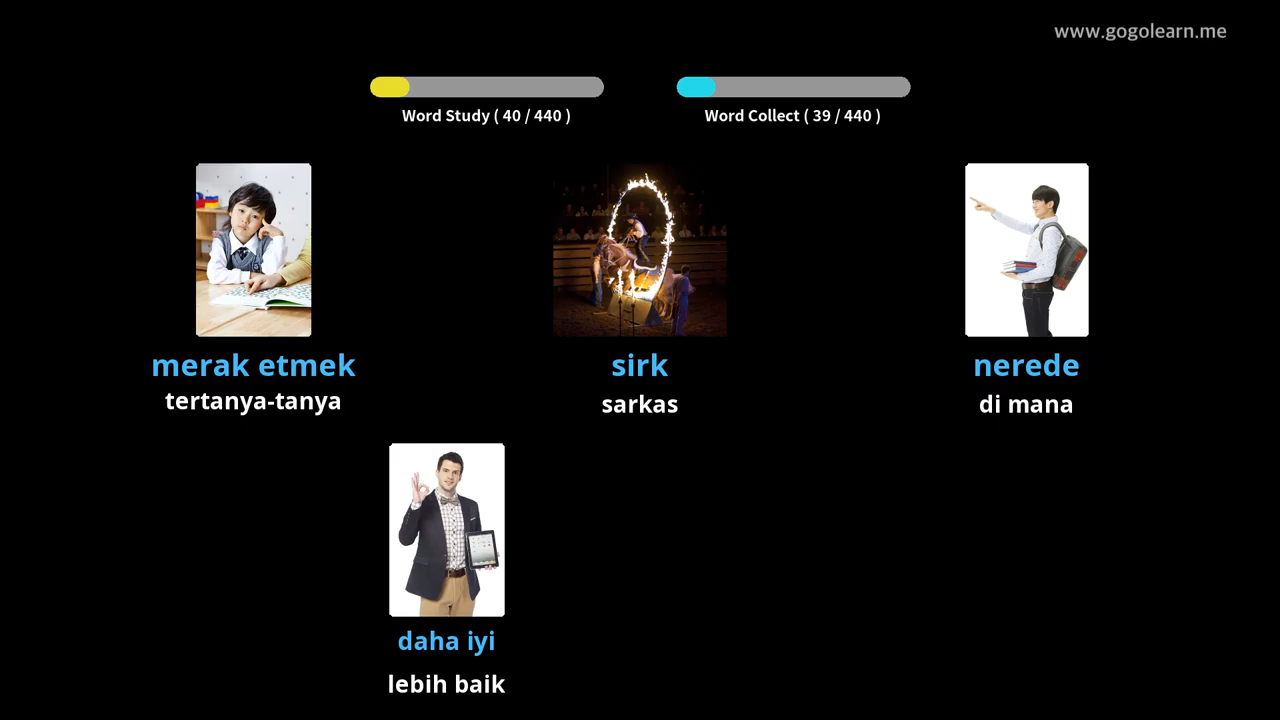 www.gogolearn.me
Word Study ( 40 / 440 )
Word Collect ( 39 / 440 )
merak etmek
tertanya-tanya
sirk
sarkas
nerede
di mana
daha iyi
lebih baik